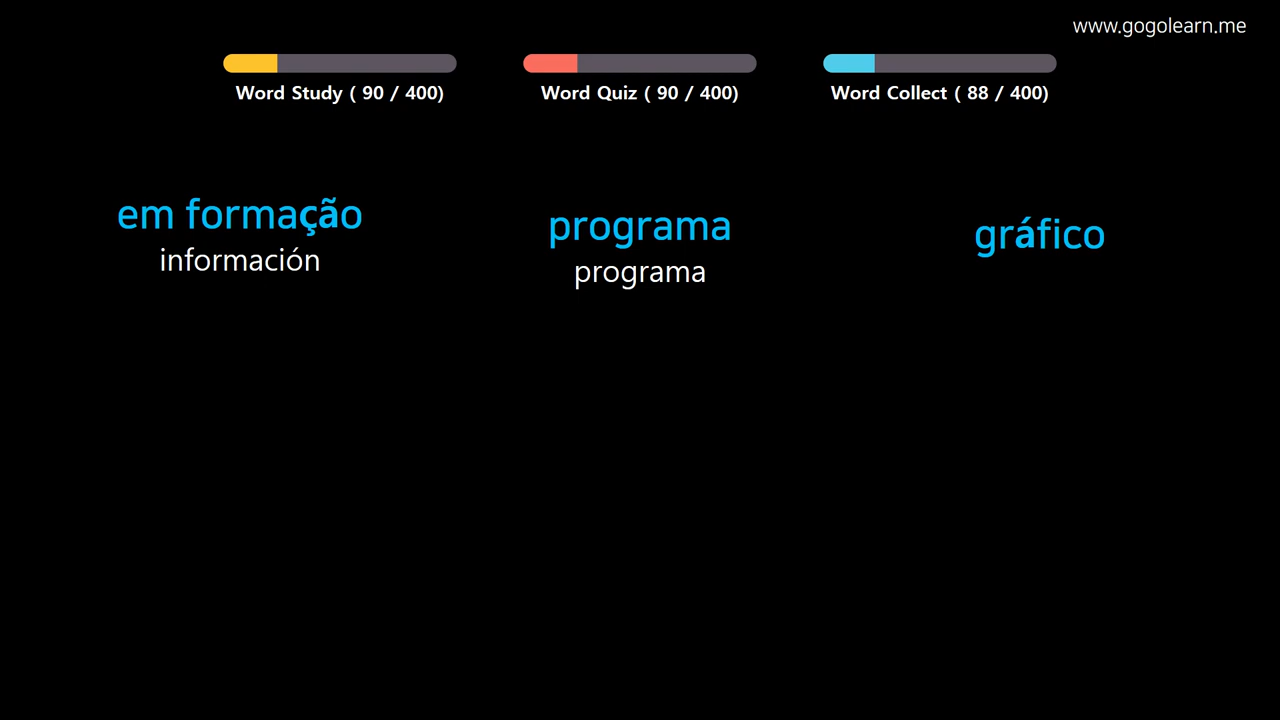 www.gogolearn.me
Word Study ( 90 / 400)
Word Quiz ( 90 / 400)
Word Collect ( 88 / 400)
em formação
información
programa
programa
gráfico